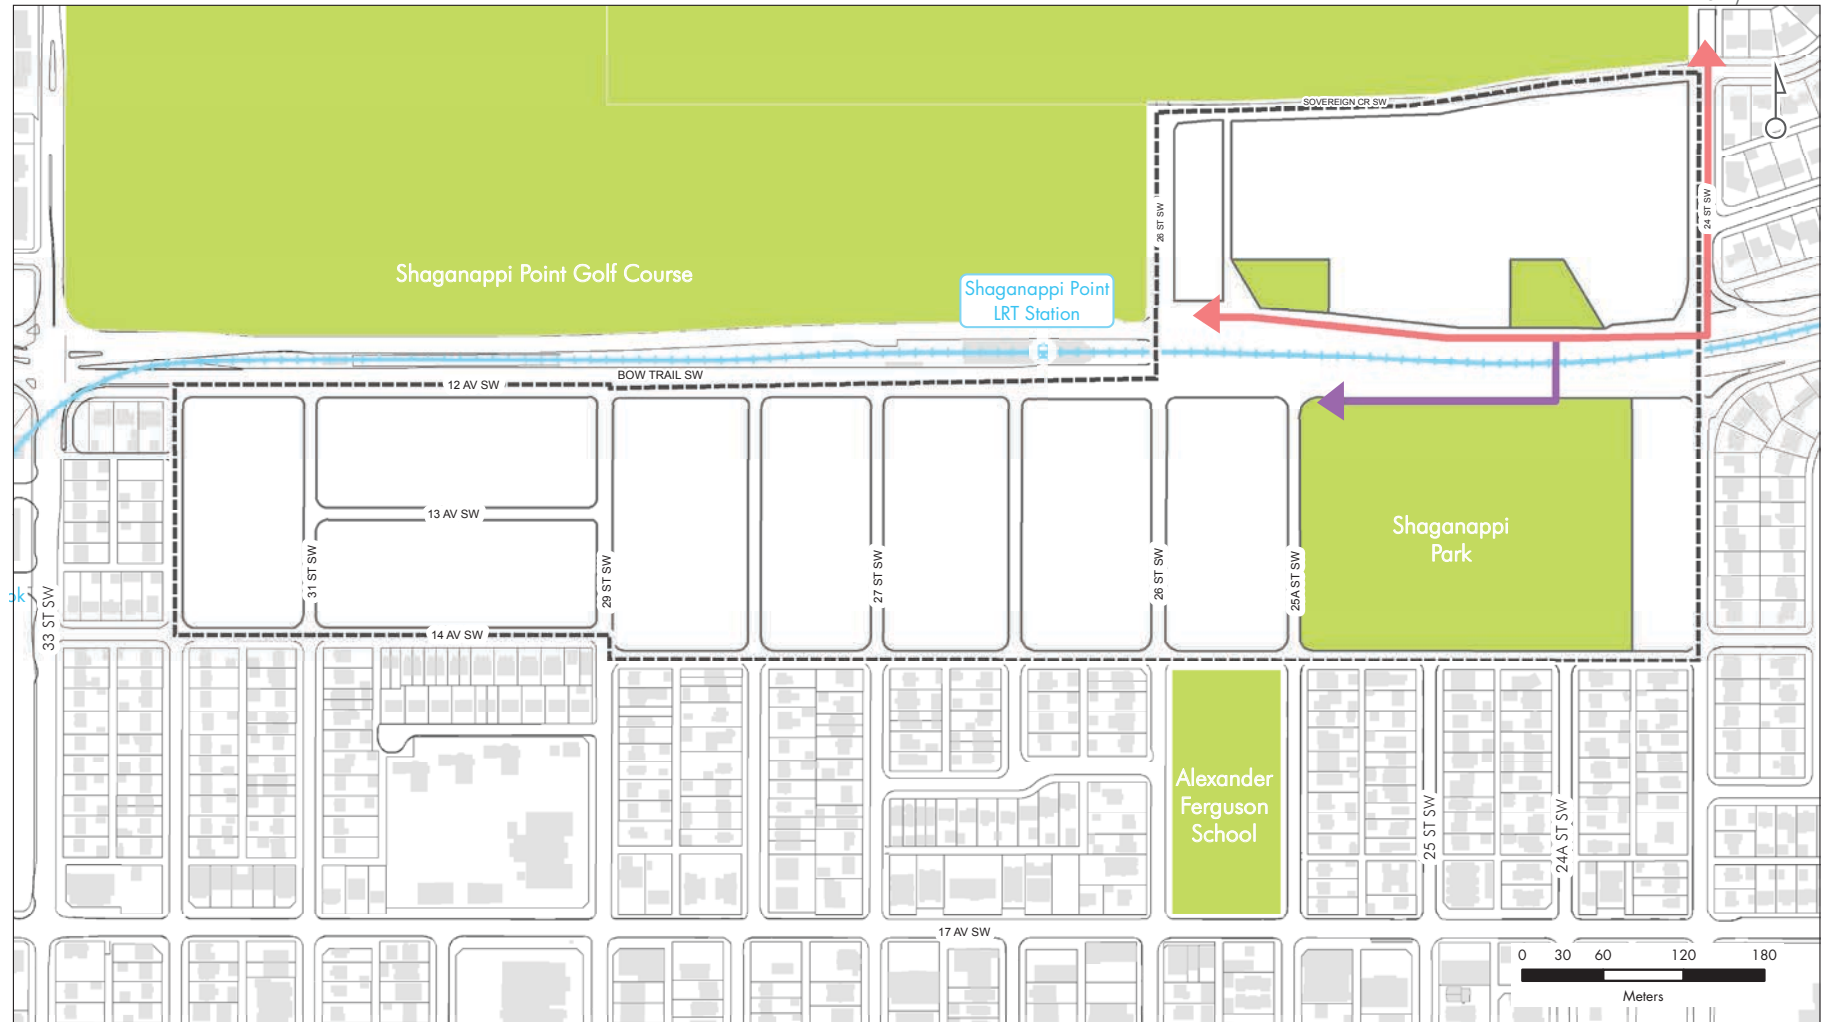 SOVEREIGN CR SW
26 ST SW
24 ST SW
Shaganappi Point Golf Course
Shaganappi Point
LRT Station
BOW TRAIL SW
12 AV SW
13 AV SW
Shaganappi
Park
31 ST SW
29 ST SW
27 ST SW
26 ST SW
25A ST SW
33 ST SW
14 AV SW
Alexander
Ferguson
School
25 ST SW
24A ST SW
17 AV SW
0 30 60 120 180
Meters